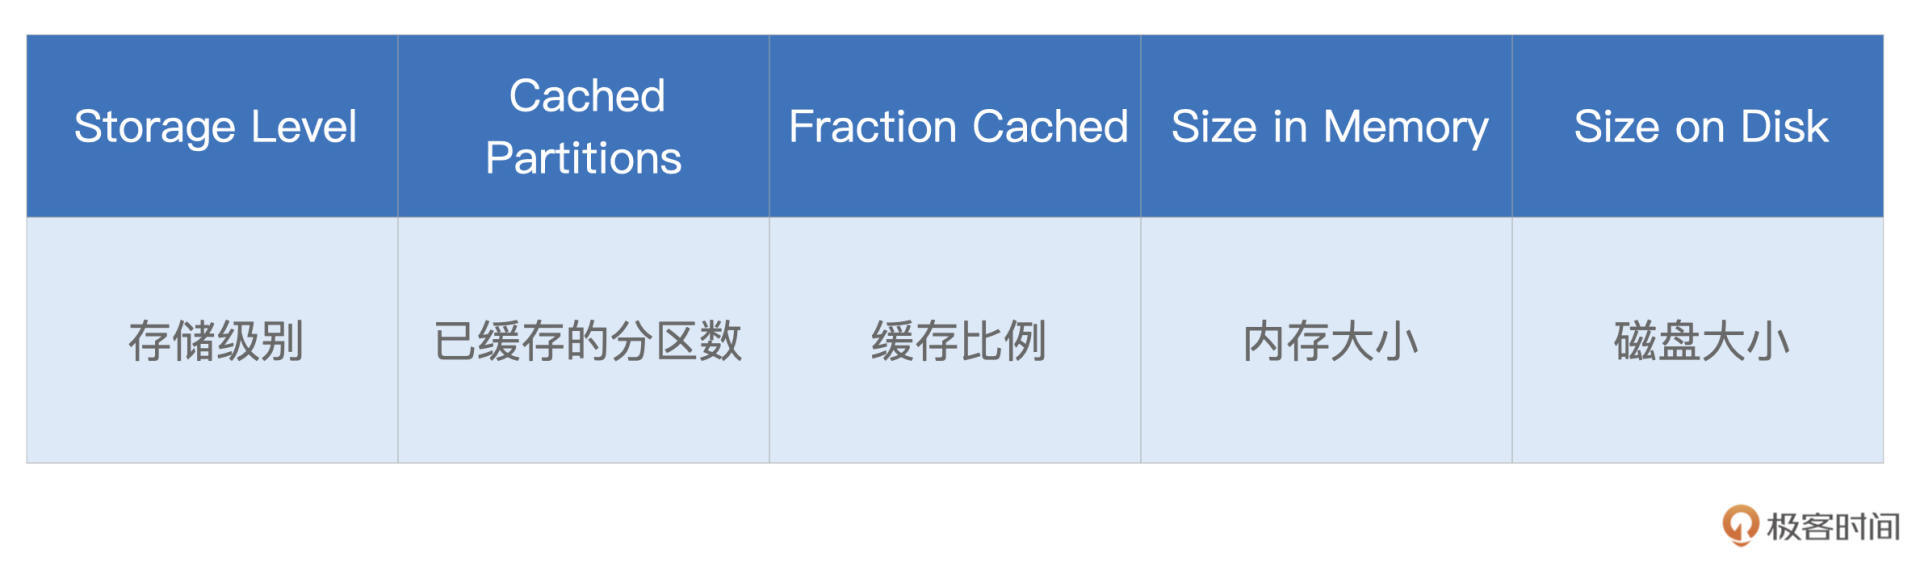 Storage Level
Cached
Partitions
Fraction Cached
Size in Memory
Size on Disk
存储级别
已缓存的分区数
缓存比例
内存大小
磁盘大小
极客时间